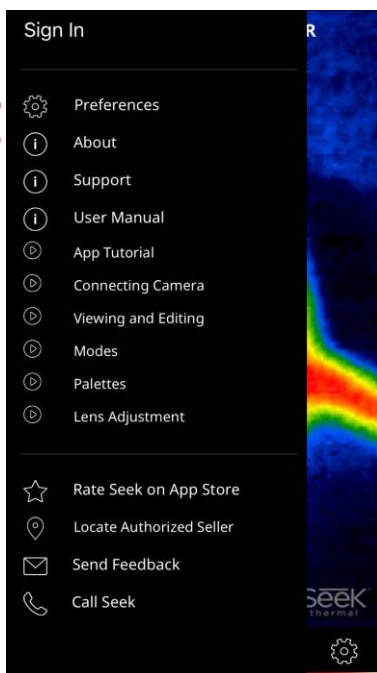 Sign In
R
Preferences
About
Support
User Manual
App Tutorial
Connecting Camera
Viewing and Editing
Modes
Palettes
Lens Adjustment
Rate Seek on App Store
Locate Authorized Seller
Send Feedback
Call Seek
seek
thermal